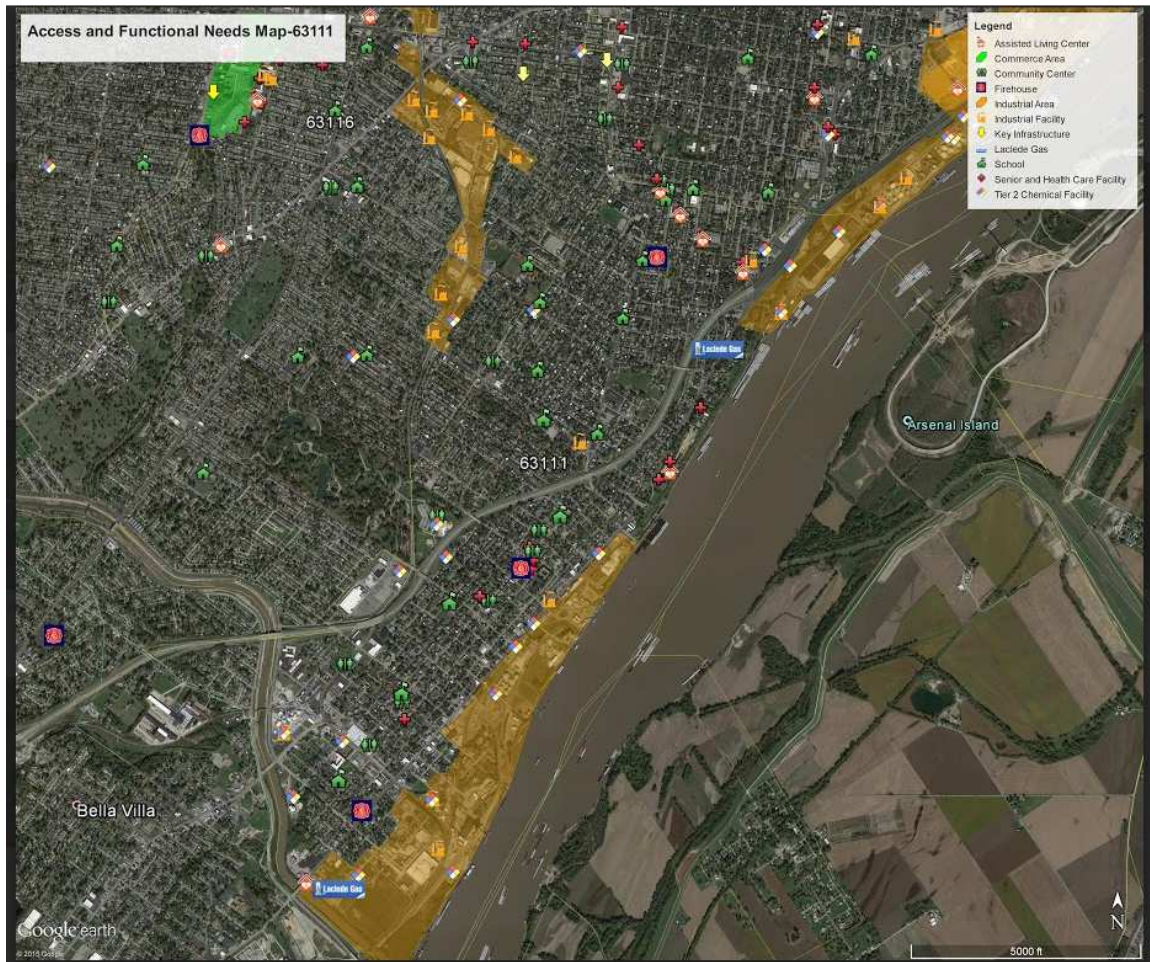 Access and Functional Needs Map-63111
Legend
Assisted Living Center
Commerce Area
Community Center
Firehouse
Industrial Area
Industrial Facility
Key Infrastructure
Laclede Gas
School
Senior and Health Care Facility
Tier 2 Chemical Facility
63116
Laclede Gas
Arsenal Island
63111
Bella Villa
Laclede Gas
Google earth
© 2015 Google
N
5000 ft